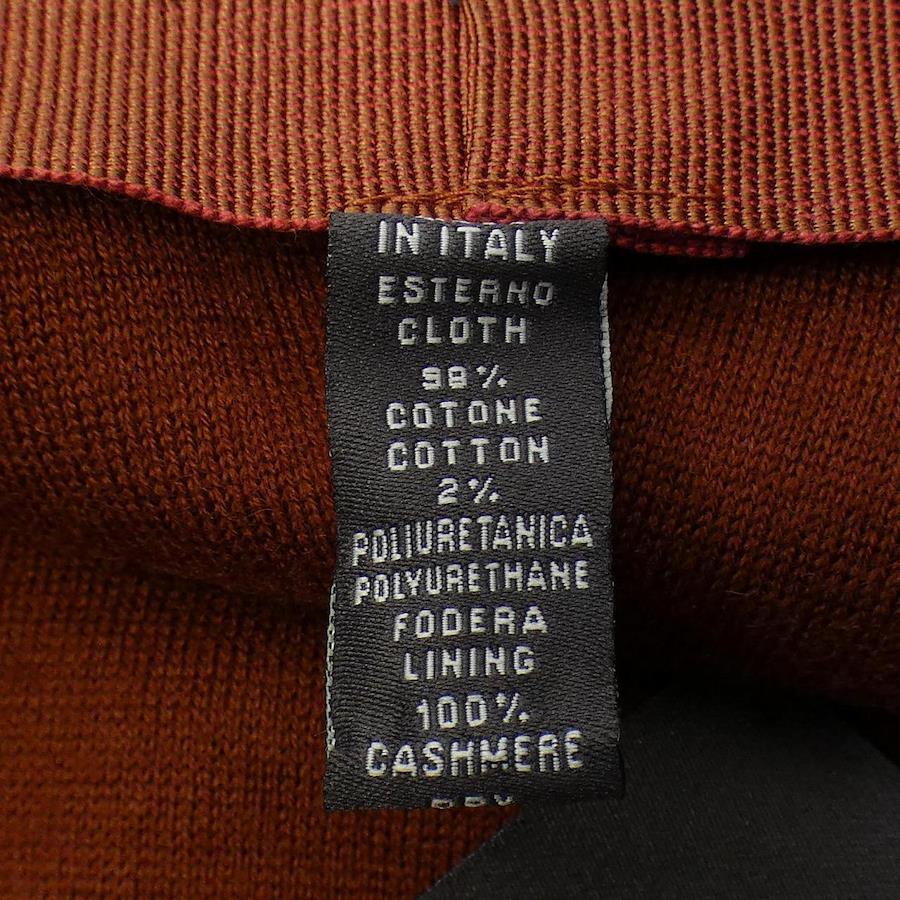 IN ITALY
ESTERNO
CLOTH
98%
COTONE
COTTON
2%
POLIURETANICA
POLYURETHANE
FODERA
LINING
100%
CASHMERE